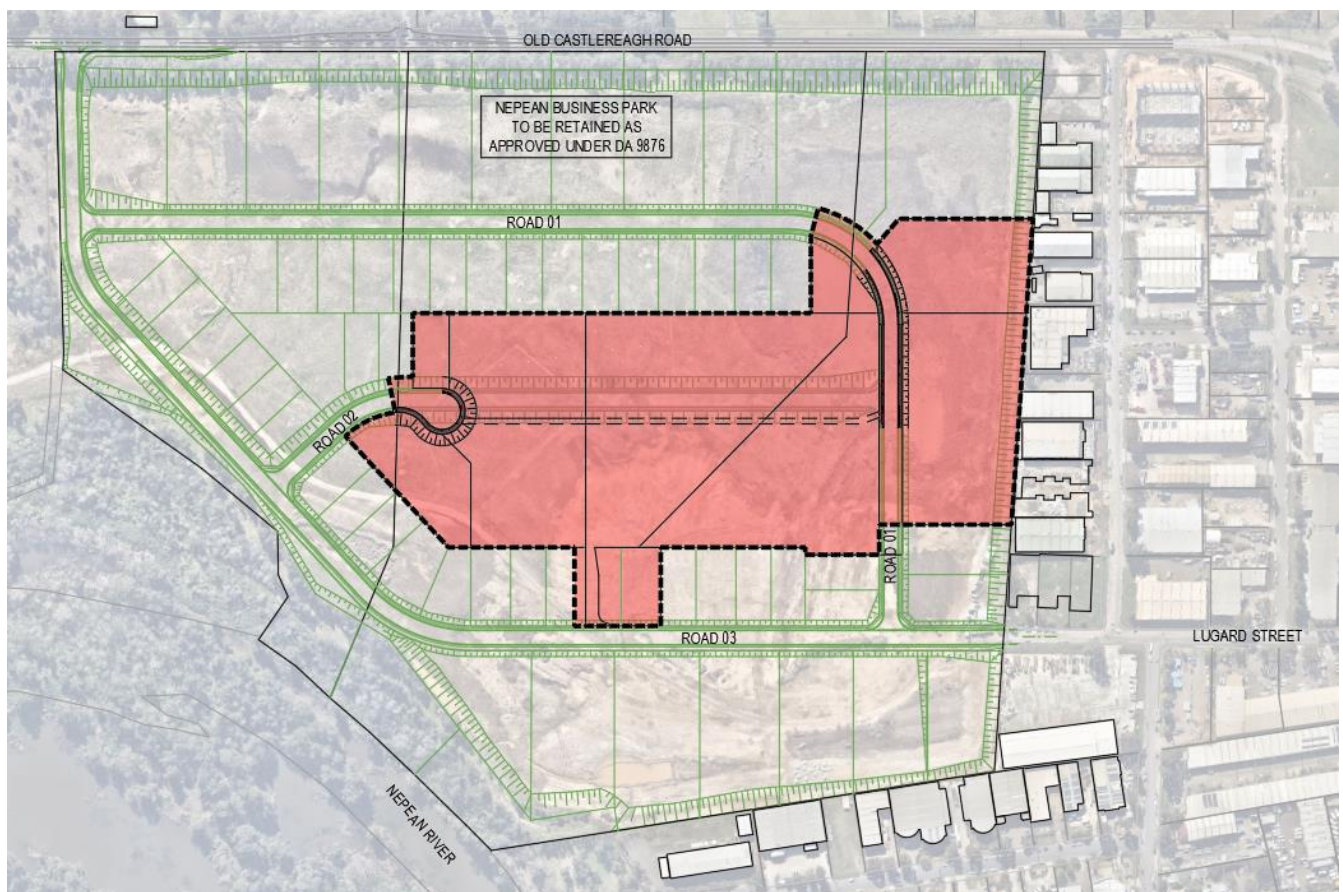 OLD CASTLEREAGH ROAD
NEPEAN BUSINESS PARK
TO BE RETAINED AS
APPROVED UNDER DA 9876
ROAD 01
ROAD 02
ROAD 01
ROAD 03
LUGARD STREET
NEPEAN RIVER